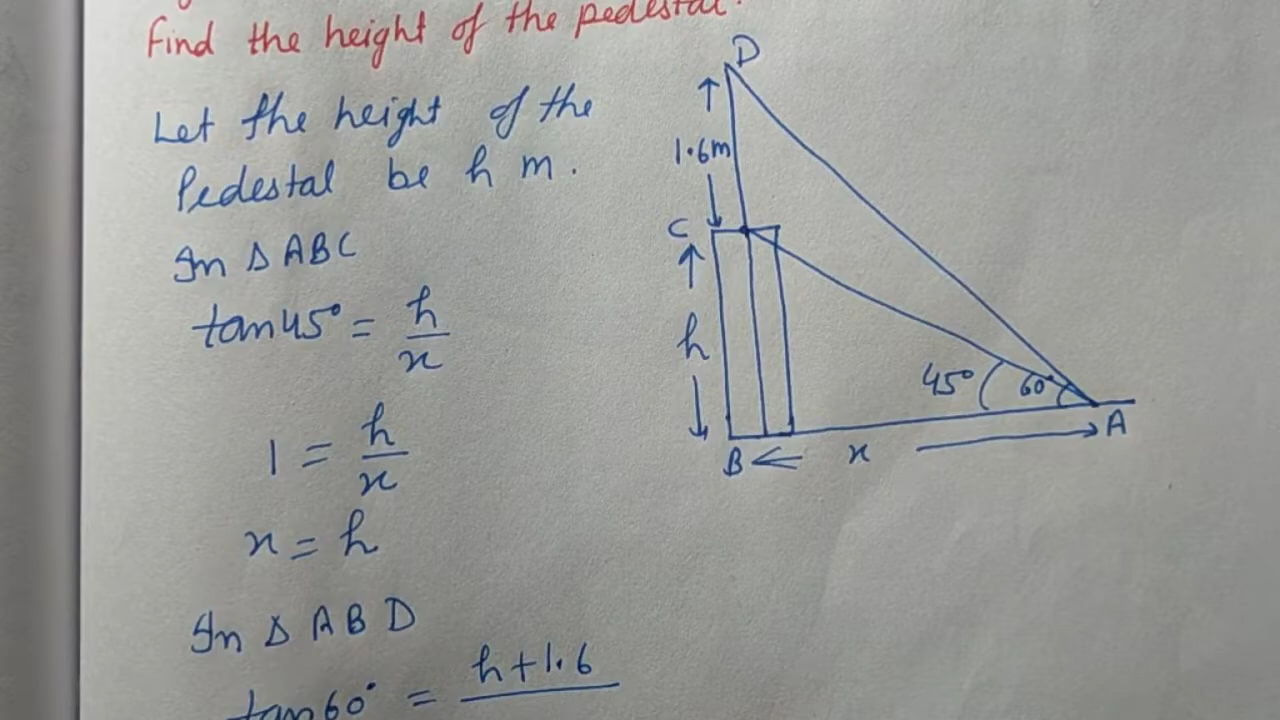 Find the height of the pedestal.
Let the height of the
Pedestal be h m.
In Δ ABC
tan45° = h/x
1 = h/x
x = h
In Δ ABD
tan60° = h+1.6
D
1.6m
C
h
45°
60°
A
B
x